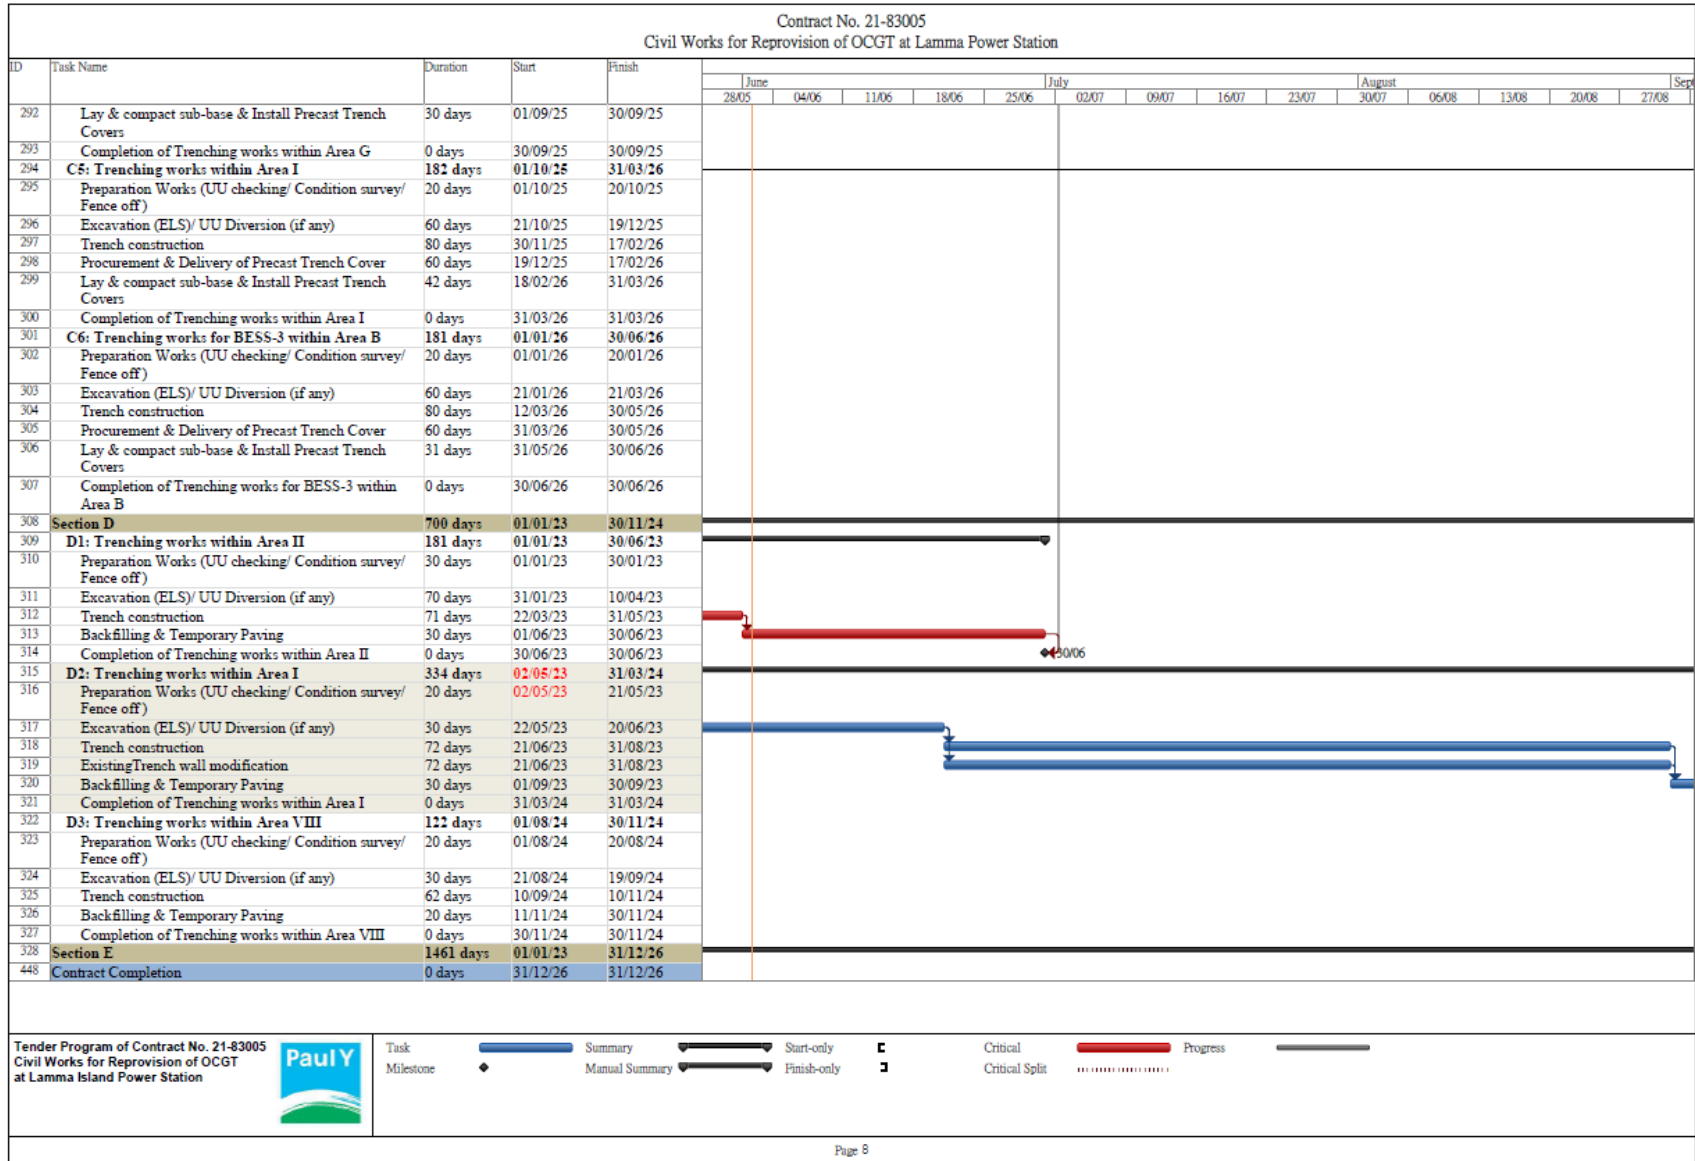 Contract No. 21-83005
Civil Works for Reprovision of OCGT at Lamma Power Station
ID Task Name Duration Start Finish
June July August Sept
28/05 04/06 11/06 18/06 25/06 02/07 09/07 16/07 23/07 30/07 06/08 13/08 20/08 27/08
292 Lay & compact sub-base & Install Precast Trench Covers 30 days 01/09/25 30/09/25
293 Completion of Trenching works within Area G 0 days 30/09/25 30/09/25
294 C5: Trenching works within Area I 182 days 01/10/25 31/03/26
295 Preparation Works (UU checking/ Condition survey/ Fence off) 20 days 01/10/25 20/10/25
296 Excavation (ELS)/ UU Diversion (if any) 60 days 21/10/25 19/12/25
297 Trench construction 80 days 30/11/25 17/02/26
298 Procurement & Delivery of Precast Trench Cover 60 days 19/12/25 17/02/26
299 Lay & compact sub-base & Install Precast Trench Covers 42 days 18/02/26 31/03/26
300 Completion of Trenching works within Area I 0 days 31/03/26 31/03/26
301 C6: Trenching works for BESS-3 within Area B 181 days 01/01/26 30/06/26
302 Preparation Works (UU checking/ Condition survey/ Fence off) 20 days 01/01/26 20/01/26
303 Excavation (ELS)/ UU Diversion (if any) 60 days 21/01/26 21/03/26
304 Trench construction 80 days 12/03/26 30/05/26
305 Procurement & Delivery of Precast Trench Cover 60 days 31/03/26 30/05/26
306 Lay & compact sub-base & Install Precast Trench Covers 31 days 31/05/26 30/06/26
307 Completion of Trenching works for BESS-3 within Area B 0 days 30/06/26 30/06/26
308 Section D 700 days 01/01/23 30/11/24
309 D1: Trenching works within Area II 181 days 01/01/23 30/06/23
310 Preparation Works (UU checking/ Condition survey/ Fence off) 30 days 01/01/23 30/01/23
311 Excavation (ELS)/ UU Diversion (if any) 70 days 31/01/23 10/04/23
312 Trench construction 71 days 22/03/23 31/05/23
313 Backfilling & Temporary Paving 30 days 01/06/23 30/06/23
314 Completion of Trenching works within Area II 0 days 30/06/23 30/06/23 30/06
315 D2: Trenching works within Area I 334 days 02/05/23 31/03/24
316 Preparation Works (UU checking/ Condition survey/ Fence off) 20 days 02/05/23 21/05/23
317 Excavation (ELS)/ UU Diversion (if any) 30 days 22/05/23 20/06/23
318 Trench construction 72 days 21/06/23 31/08/23
319 ExistingTrench wall modification 72 days 21/06/23 31/08/23
320 Backfilling & Temporary Paving 30 days 01/09/23 30/09/23
321 Completion of Trenching works within Area I 0 days 31/03/24 31/03/24
322 D3: Trenching works within Area VIII 122 days 01/08/24 30/11/24
323 Preparation Works (UU checking/ Condition survey/ Fence off) 20 days 01/08/24 20/08/24
324 Excavation (ELS)/ UU Diversion (if any) 30 days 21/08/24 19/09/24
325 Trench construction 62 days 10/09/24 10/11/24
326 Backfilling & Temporary Paving 20 days 11/11/24 30/11/24
327 Completion of Trenching works within Area VIII 0 days 30/11/24 30/11/24
328 Section E 1461 days 01/01/23 31/12/26
448 Contract Completion 0 days 31/12/26 31/12/26
Tender Program of Contract No. 21-83005
Civil Works for Reprovision of OCGT
at Lamma Island Power Station
Paul Y
Task Summary Start-only Critical Progress
Milestone Manual Summary Finish-only Critical Split
Page 8